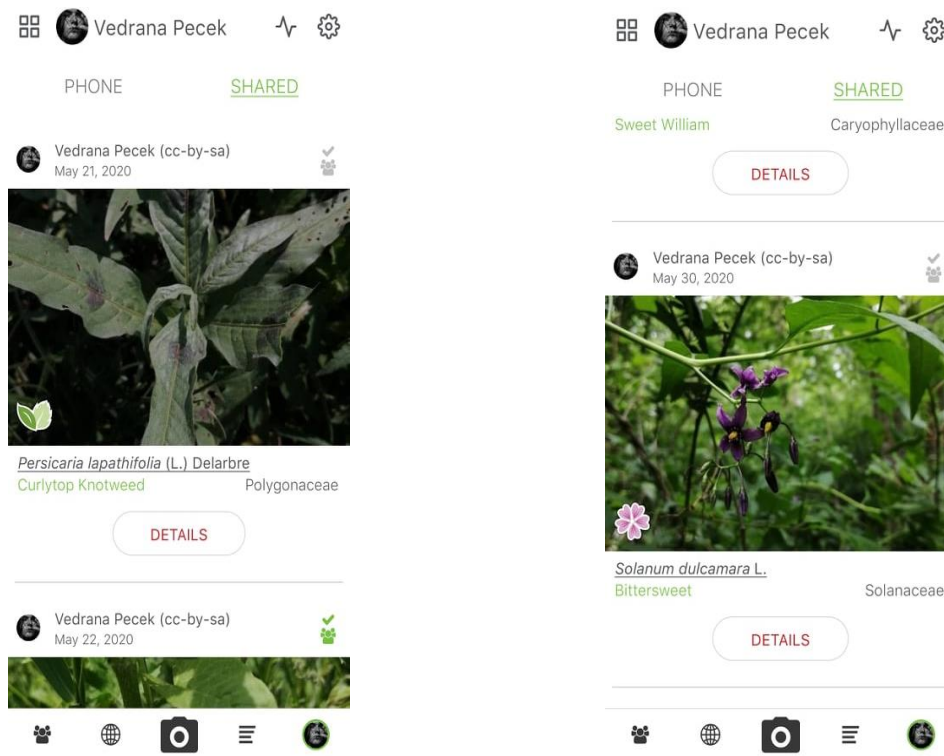 Vedrana Pecek
PHONE SHARED
Vedrana Pecek (cc-by-sa)
May 21, 2020
Persicaria lapathifolia (L.) Delarbre
Curlytop Knotweed Polygonaceae
DETAILS
Vedrana Pecek (cc-by-sa)
May 22, 2020
Vedrana Pecek
PHONE SHARED
Sweet William Caryophyllaceae
DETAILS
Vedrana Pecek (cc-by-sa)
May 30, 2020
Solanum dulcamara L.
Bittersweet Solanaceae
DETAILS